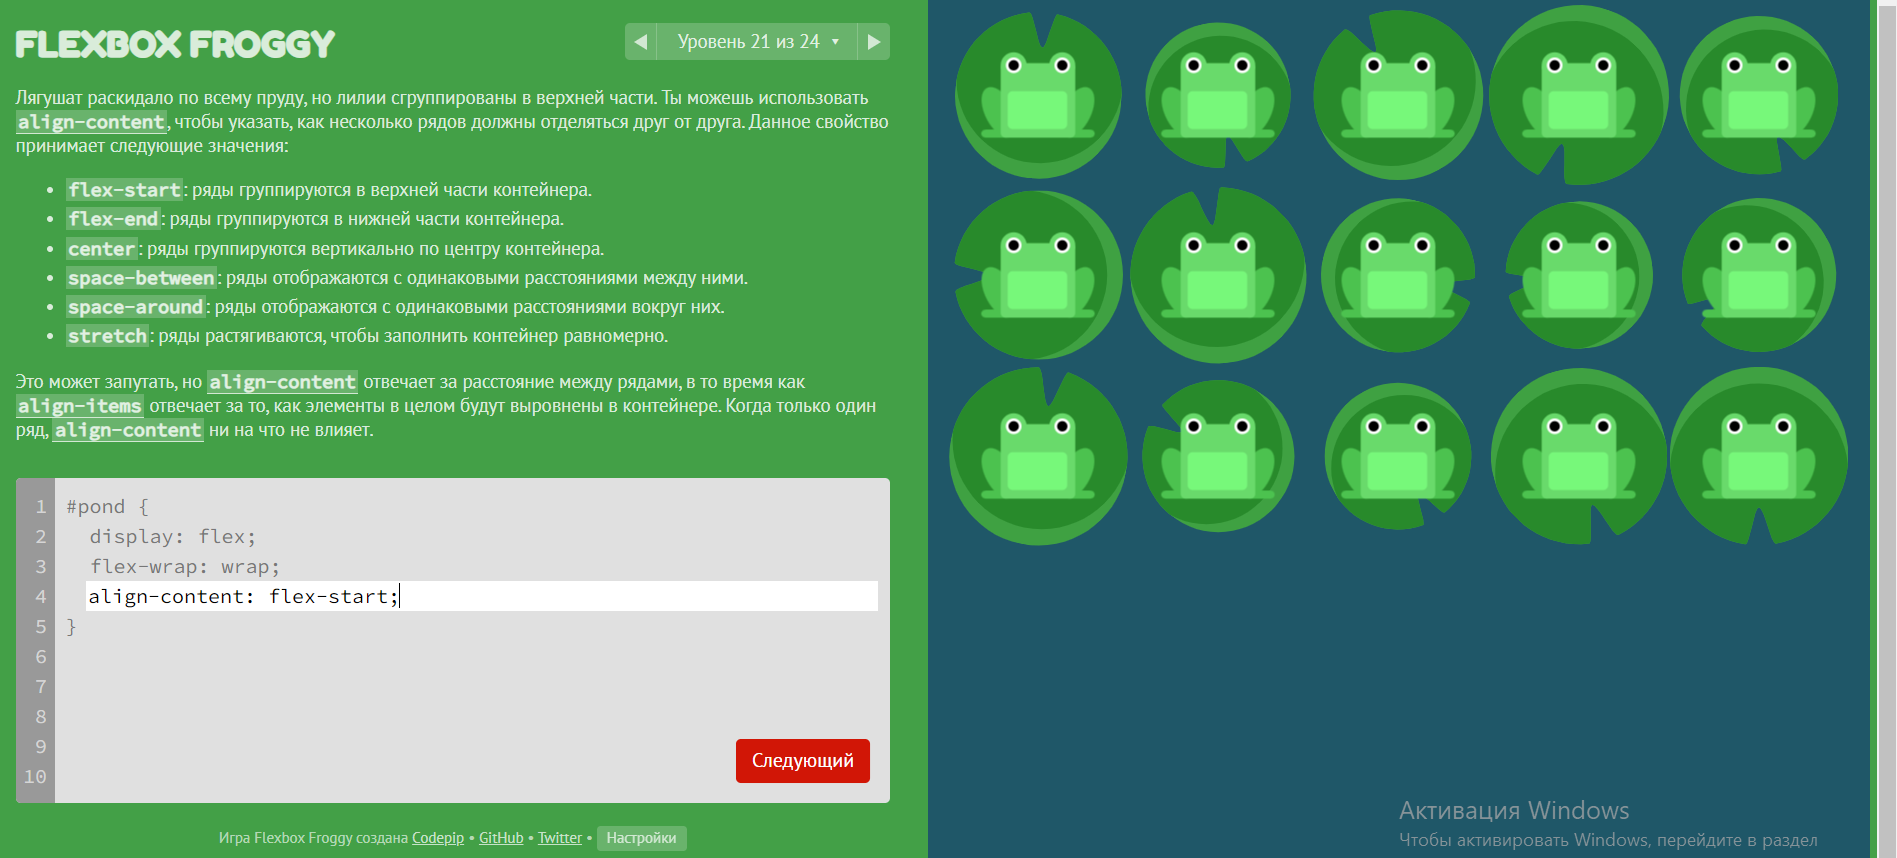 FLEXBOX FROGGY
Уровень 21 из 24
Лягушат раскидало по всему пруду, но лилии сгруппированы в верхней части. Ты можешь использовать
align-content, чтобы указать, как несколько рядов должны отделяться друг от друга. Данное свойство
принимает следующие значения:
flex-start: ряды группируются в верхней части контейнера.
flex-end: ряды группируются в нижней части контейнера.
center: ряды группируются вертикально по центру контейнера.
space-between: ряды отображаются с одинаковыми расстояниями между ними.
space-around: ряды отображаются с одинаковыми расстояниями вокруг них.
stretch: ряды растягиваются, чтобы заполнить контейнер равномерно.
Это может запутать, но align-content отвечает за расстояние между рядами, в то время как
align-items отвечает за то, как элементы в целом будут выровнены в контейнере. Когда только один
ряд, align-content ни на что не влияет.
1 #pond {
2 display: flex;
3 flex-wrap: wrap;
4 align-content: flex-start;
5 }
6
7
8
9
10
Следующий
Игра Flexbox Froggy создана Codepip • GitHub • Twitter • Настройки
Активация Windows
Чтобы активировать Windows, перейдите в раздел